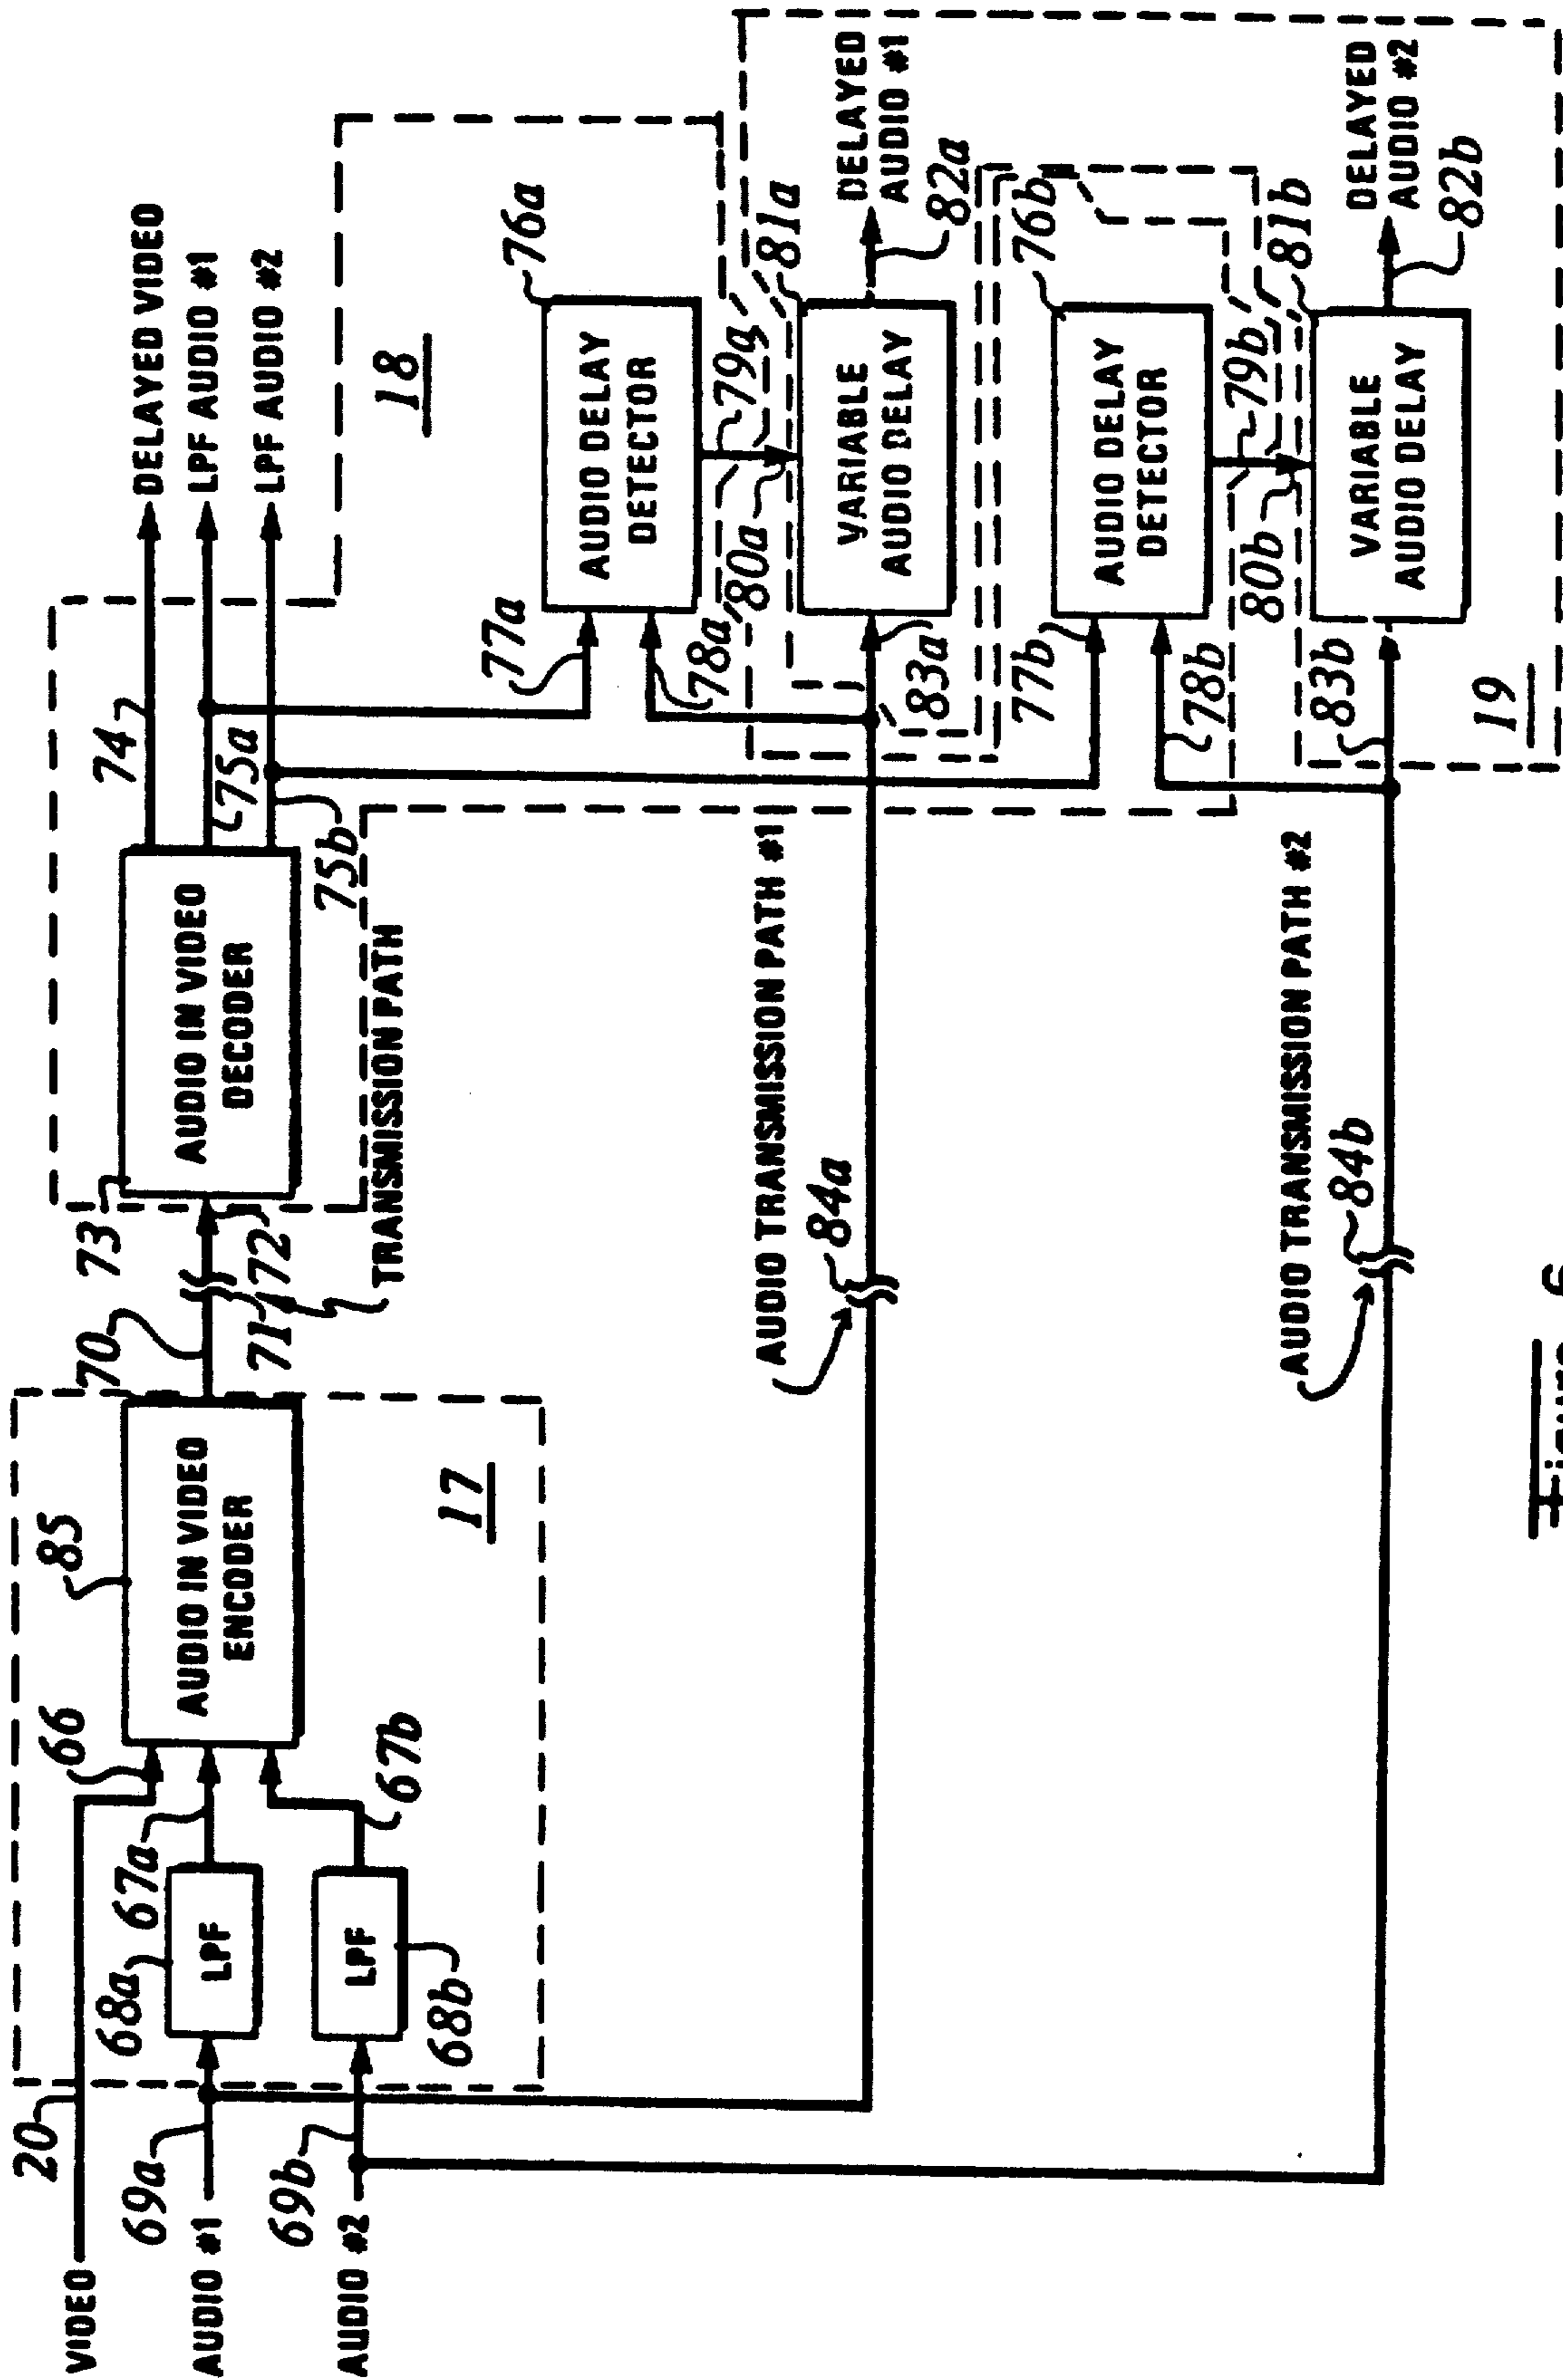 VIDEO
20
66
85
AUDIO IN VIDEO
ENCODER
70
73
AUDIO IN VIDEO
DECODER
74
DELAYED VIDEO
AUDIO #1
69a
68a
LPF
67a
71
72
TRANSMISSION PATH
75a
LPF AUDIO #1
AUDIO #2
69b
LPF
68b
67b
17
75b
LPF AUDIO #2
18
77a
76a
AUDIO DELAY
DETECTOR
78a
79a
80a
81a
AUDIO TRANSMISSION PATH #1
84a
83a
VARIABLE
AUDIO DELAY
DELAYED
AUDIO #1
82a
77b
76b
AUDIO DELAY
DETECTOR
78b
79b
80b
81b
AUDIO TRANSMISSION PATH #2
84b
83b
VARIABLE
AUDIO DELAY
DELAYED
AUDIO #2
82b
19
Figure 6